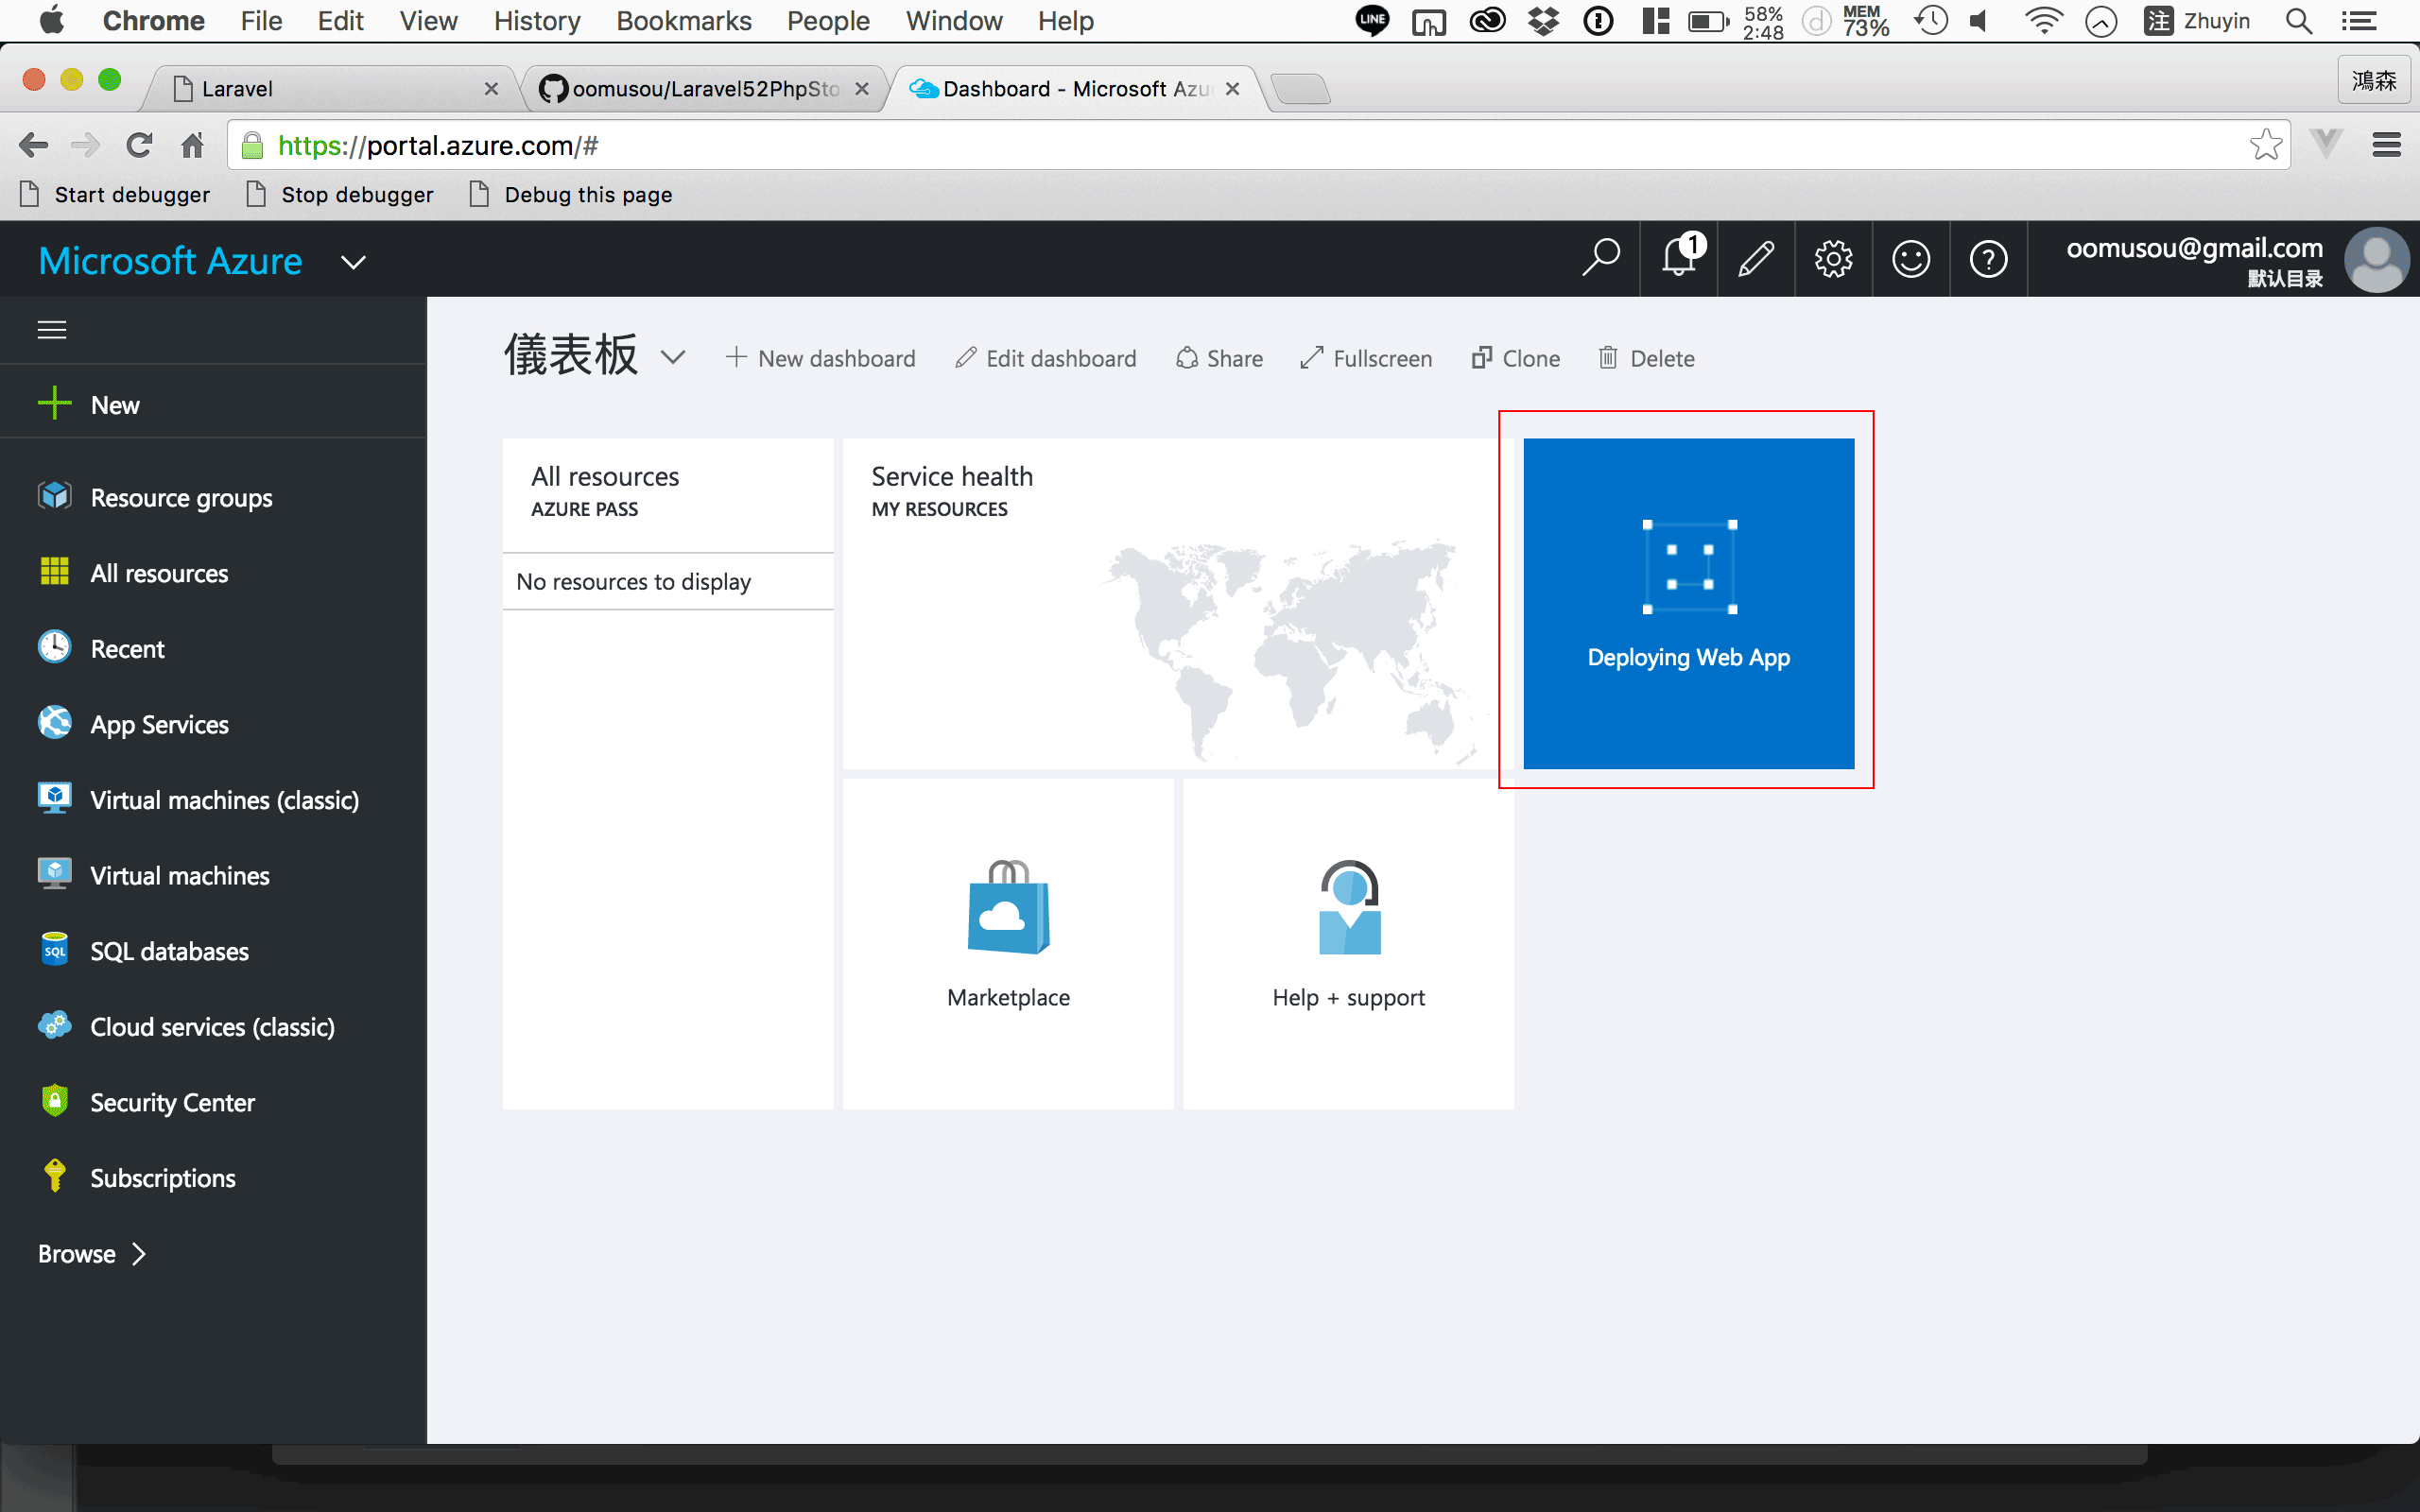 Chrome File Edit View History Bookmarks People Window Help LINE 58% 2:48 MEM 73% 注 Zhuyin
Laravel oomusou/Laravel52PhpSto Dashboard - Microsoft Azu 鴻森
https://portal.azure.com/#
Start debugger Stop debugger Debug this page
Microsoft Azure 1 oomusou@gmail.com
默认目录
儀表板 New dashboard Edit dashboard Share Fullscreen Clone Delete
New
Resource groups
All resources
Recent
App Services
Virtual machines (classic)
Virtual machines
SQL SQL databases
Cloud services (classic)
Security Center
Subscriptions
Browse
All resources
AZURE PASS
No resources to display
Service health
MY RESOURCES
Deploying Web App
Marketplace
Help + support